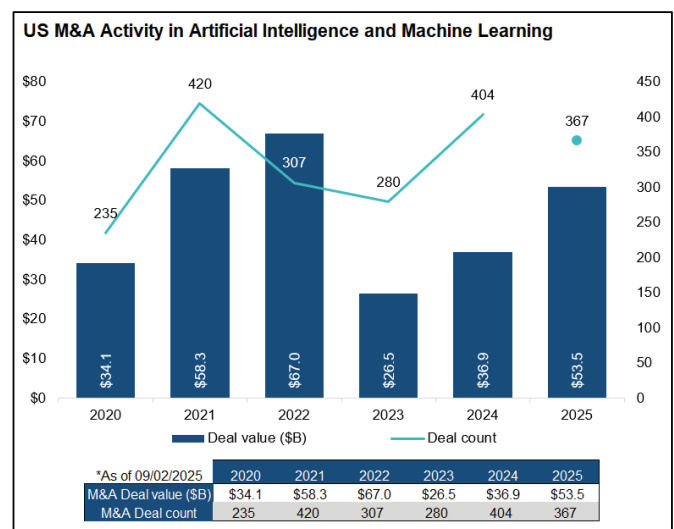 US M&A Activity in Artificial Intelligence and Machine Learning
$80 450
420 404
$70 400
367
350
$60 307
280 300
$50
235 250
$40
200
$30
150
$20
100
$10 50
$34.1 $58.3 $67.0 $26.5 $36.9 $53.5
$0 0
2020 2021 2022 2023 2024 2025
Deal value ($B) Deal count
*As of 09/02/2025 2020 2021 2022 2023 2024 2025
M&A Deal value ($B) $34.1 $58.3 $67.0 $26.5 $36.9 $53.5
M&A Deal count 235 420 307 280 404 367